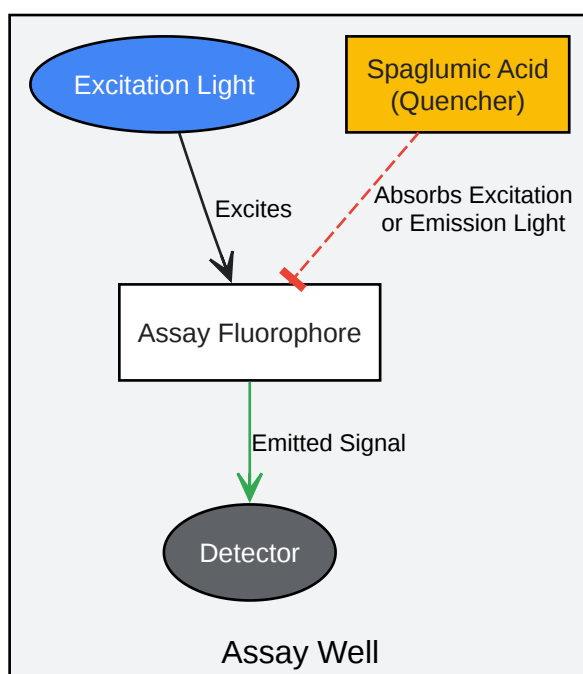 Excitation Light
Spaglumic Acid
(Quencher)
Excites
Absorbs Excitation
or Emission Light
Assay Fluorophore
Emitted Signal
Detector
Assay Well